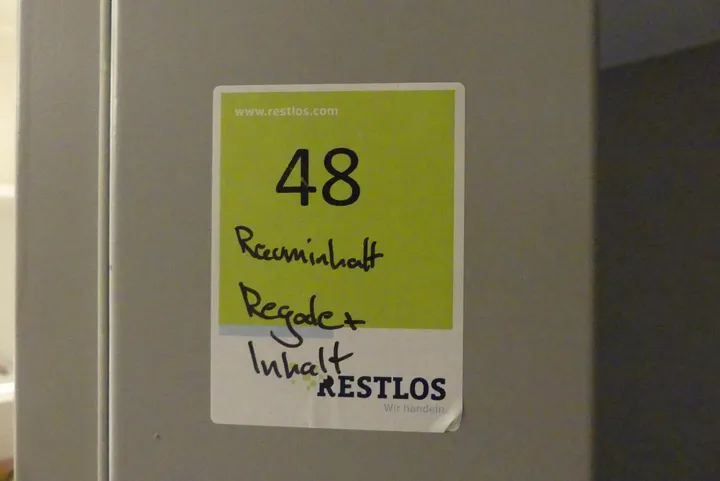 www.restlos.com
48
Rauminhalt
Regale +
Inhalt
RESTLOS
Wir handeln